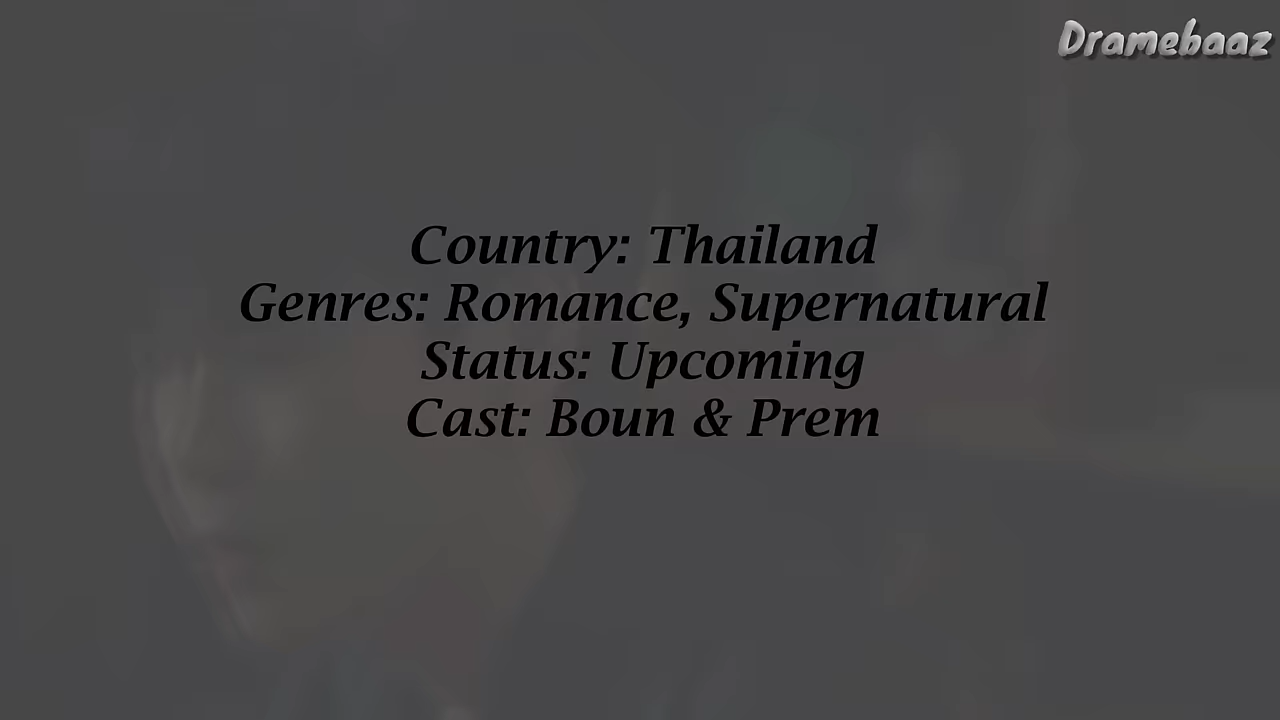 Dramebaaz
Country: Thailand
Genres: Romance, Supernatural
Status: Upcoming
Cast: Boun & Prem